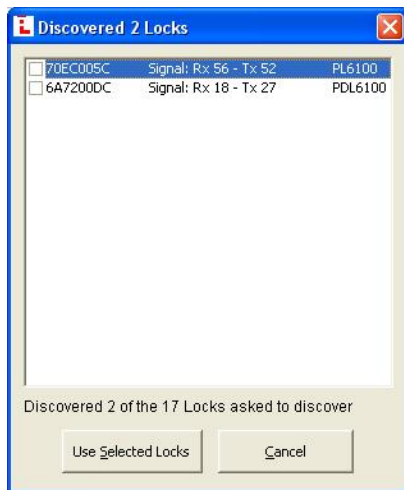 L Discovered 2 Locks
70EC005C Signal: Rx 56 - Tx 52 PL6100
6A7200DC Signal: Rx 18 - Tx 27 PDL6100
Discovered 2 of the 17 Locks asked to discover
Use Selected Locks Cancel